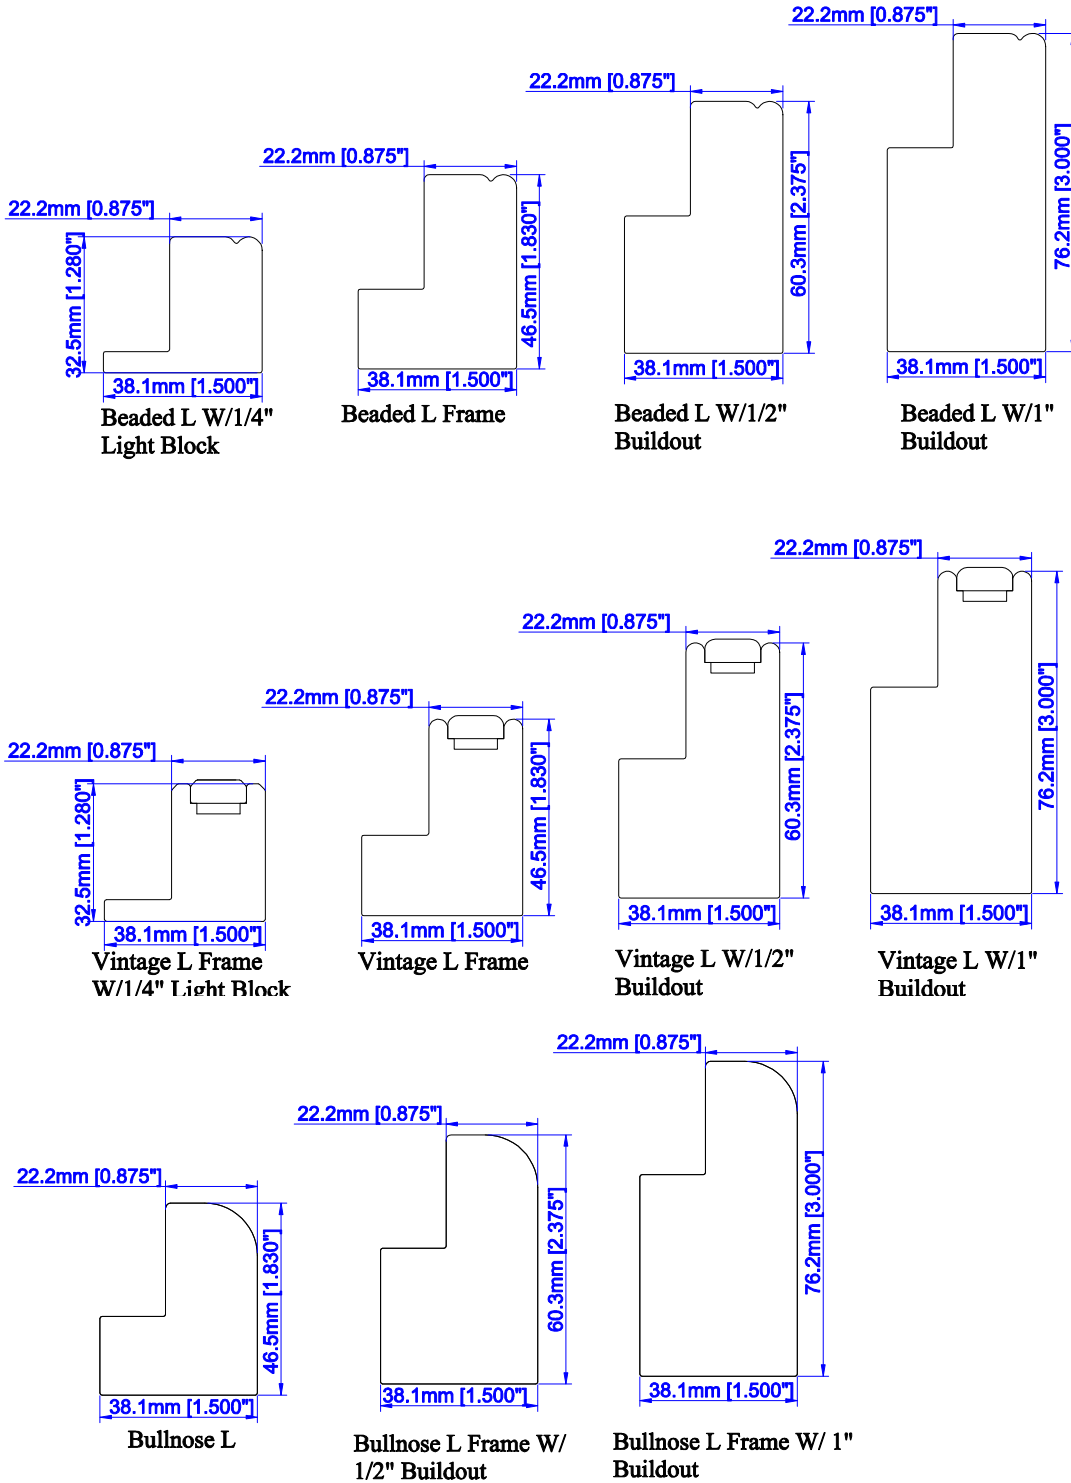 22.2mm [0.875"]
32.5mm [1.280"]
38.1mm [1.500"]
Beaded L W/1/4"
Light Block
22.2mm [0.875"]
46.5mm [1.830"]
38.1mm [1.500"]
Beaded L Frame
22.2mm [0.875"]
60.3mm [2.375"]
38.1mm [1.500"]
Beaded L W/1/2"
Buildout
22.2mm [0.875"]
76.2mm [3.000"]
38.1mm [1.500"]
Beaded L W/1"
Buildout
22.2mm [0.875"]
32.5mm [1.280"]
38.1mm [1.500"]
Vintage L Frame
W/1/4" Light Block
22.2mm [0.875"]
46.5mm [1.830"]
38.1mm [1.500"]
Vintage L Frame
22.2mm [0.875"]
60.3mm [2.375"]
38.1mm [1.500"]
Vintage L W/1/2"
Buildout
22.2mm [0.875"]
76.2mm [3.000"]
38.1mm [1.500"]
Vintage L W/1"
Buildout
22.2mm [0.875"]
46.5mm [1.830"]
38.1mm [1.500"]
Bullnose L
22.2mm [0.875"]
60.3mm [2.375"]
38.1mm [1.500"]
Bullnose L Frame W/
1/2" Buildout
22.2mm [0.875"]
76.2mm [3.000"]
38.1mm [1.500"]
Bullnose L Frame W/ 1"
Buildout